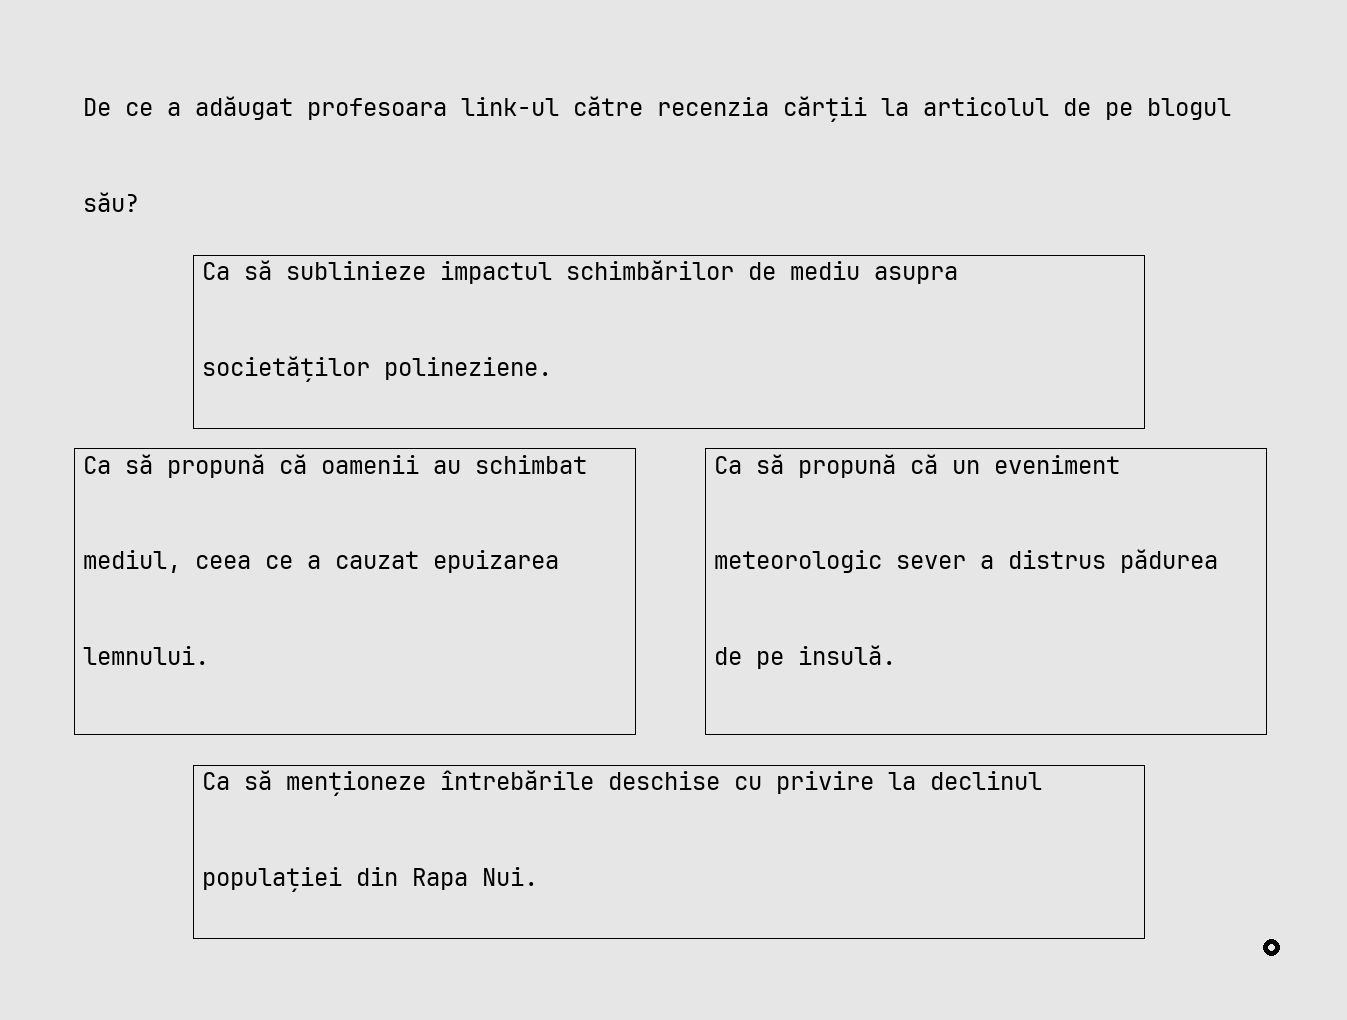 De ce a adăugat profesoara link-ul către recenzia cărții la articolul de pe blogul
său?
Ca să sublinieze impactul schimbărilor de mediu asupra
societăților polineziene.
Ca să propună că oamenii au schimbat
mediul, ceea ce a cauzat epuizarea
lemnului.
Ca să propună că un eveniment
meteorologic sever a distrus pădurea
de pe insulă.
Ca să menționeze întrebările deschise cu privire la declinul
populației din Rapa Nui.